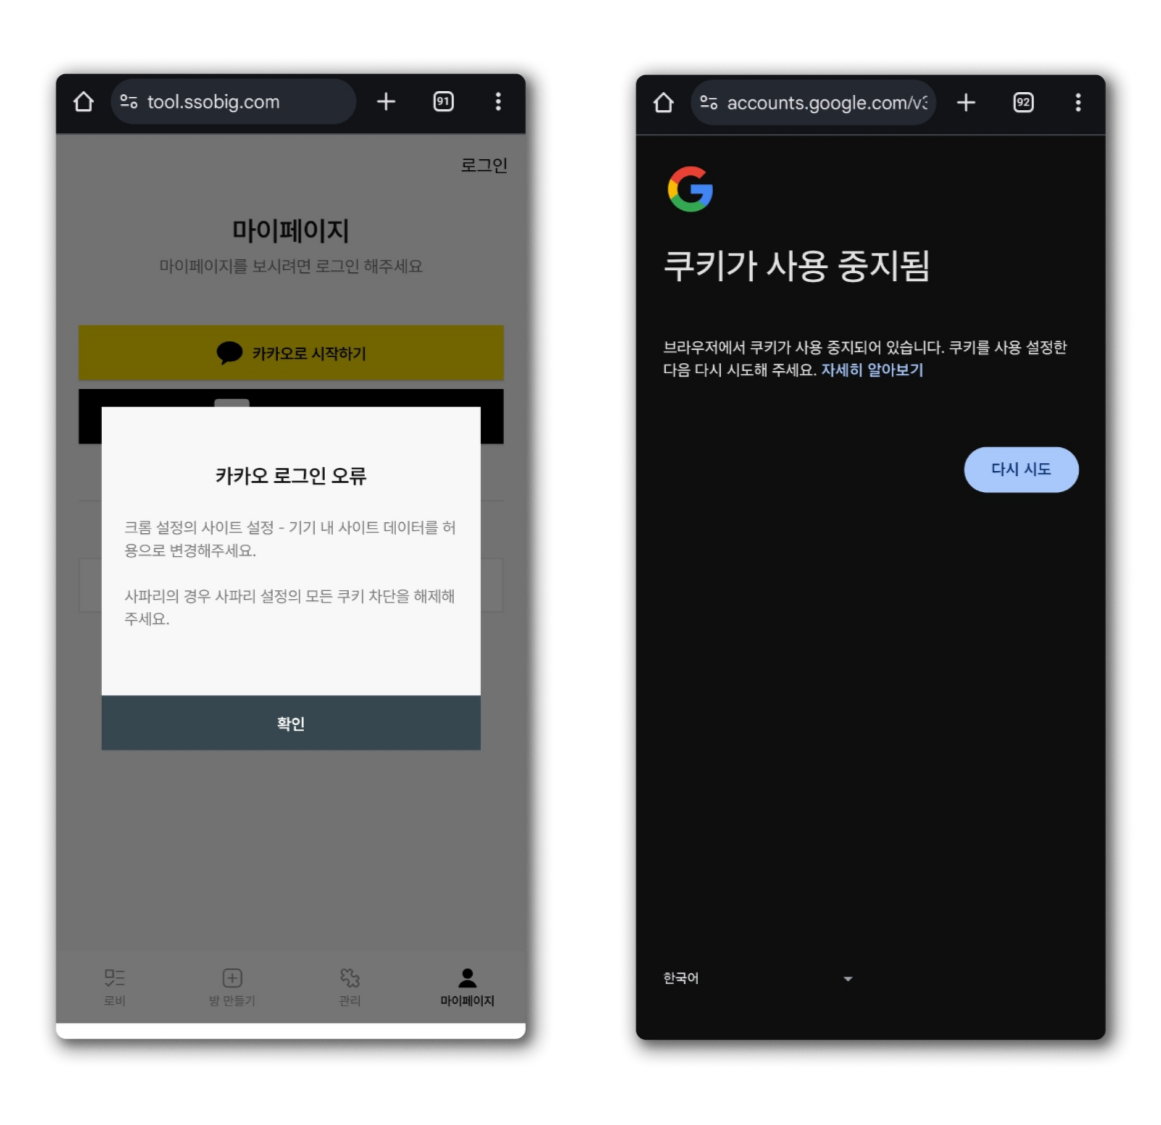 tool.ssobig.com
91
로그인
마이페이지
마이페이지를 보시려면 로그인 해주세요
카카오로 시작하기
카카오 로그인 오류
크롬 설정의 사이트 설정 - 기기 내 사이트 데이터를 허
용으로 변경해주세요.
사파리의 경우 사파리 설정의 모든 쿠키 차단을 해제해
주세요.
확인
로비
방 만들기
관리
마이페이지
accounts.google.com/v3
92
쿠키가 사용 중지됨
브라우저에서 쿠키가 사용 중지되어 있습니다. 쿠키를 사용 설정한
다음 다시 시도해 주세요. 자세히 알아보기
다시 시도
한국어